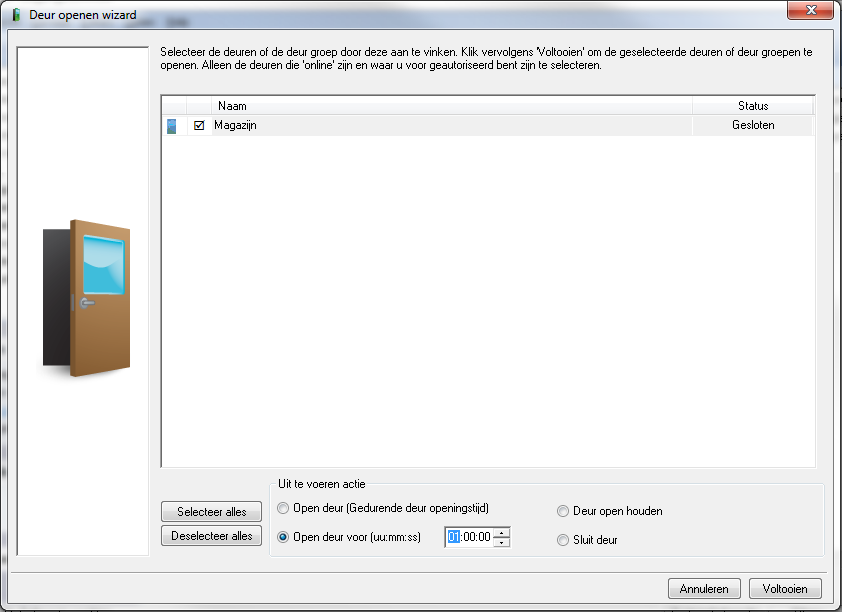 Deur openen wizard
Selecteer de deuren of de deur groep door deze aan te vinken. Klik vervolgens 'Voltooien' om de geselecteerde deuren of deur groepen te
openen. Alleen de deuren die 'online' zijn en waar u voor geautoriseerd bent zijn te selecteren.
Naam Status
Magazijn Gesloten
Uit te voeren actie
Selecteer alles
Deselecteer alles
Open deur (Gedurende deur openingstijd)
Open deur voor (uu:mm:ss) 01:00:00
Deur open houden
Sluit deur
Annuleren Voltooien